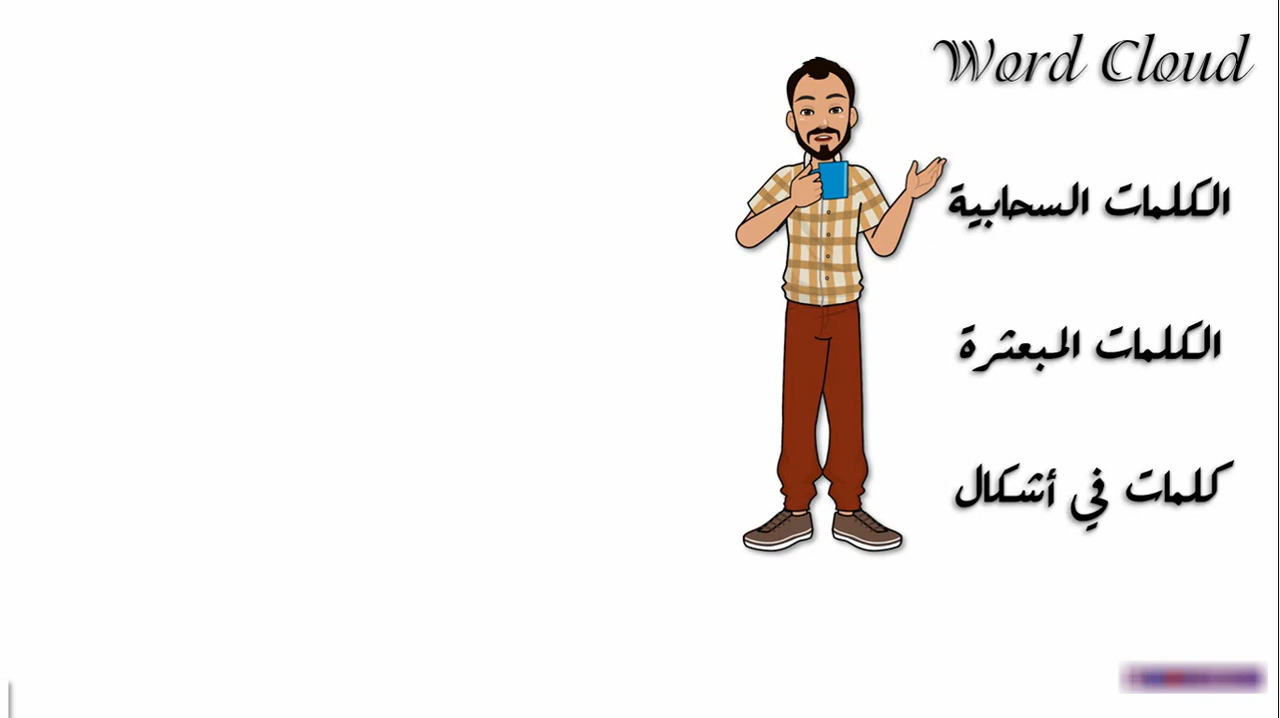 Word Cloud
الكلمات السحابية
الكلمات المبعثرة
كلمات في أشكال